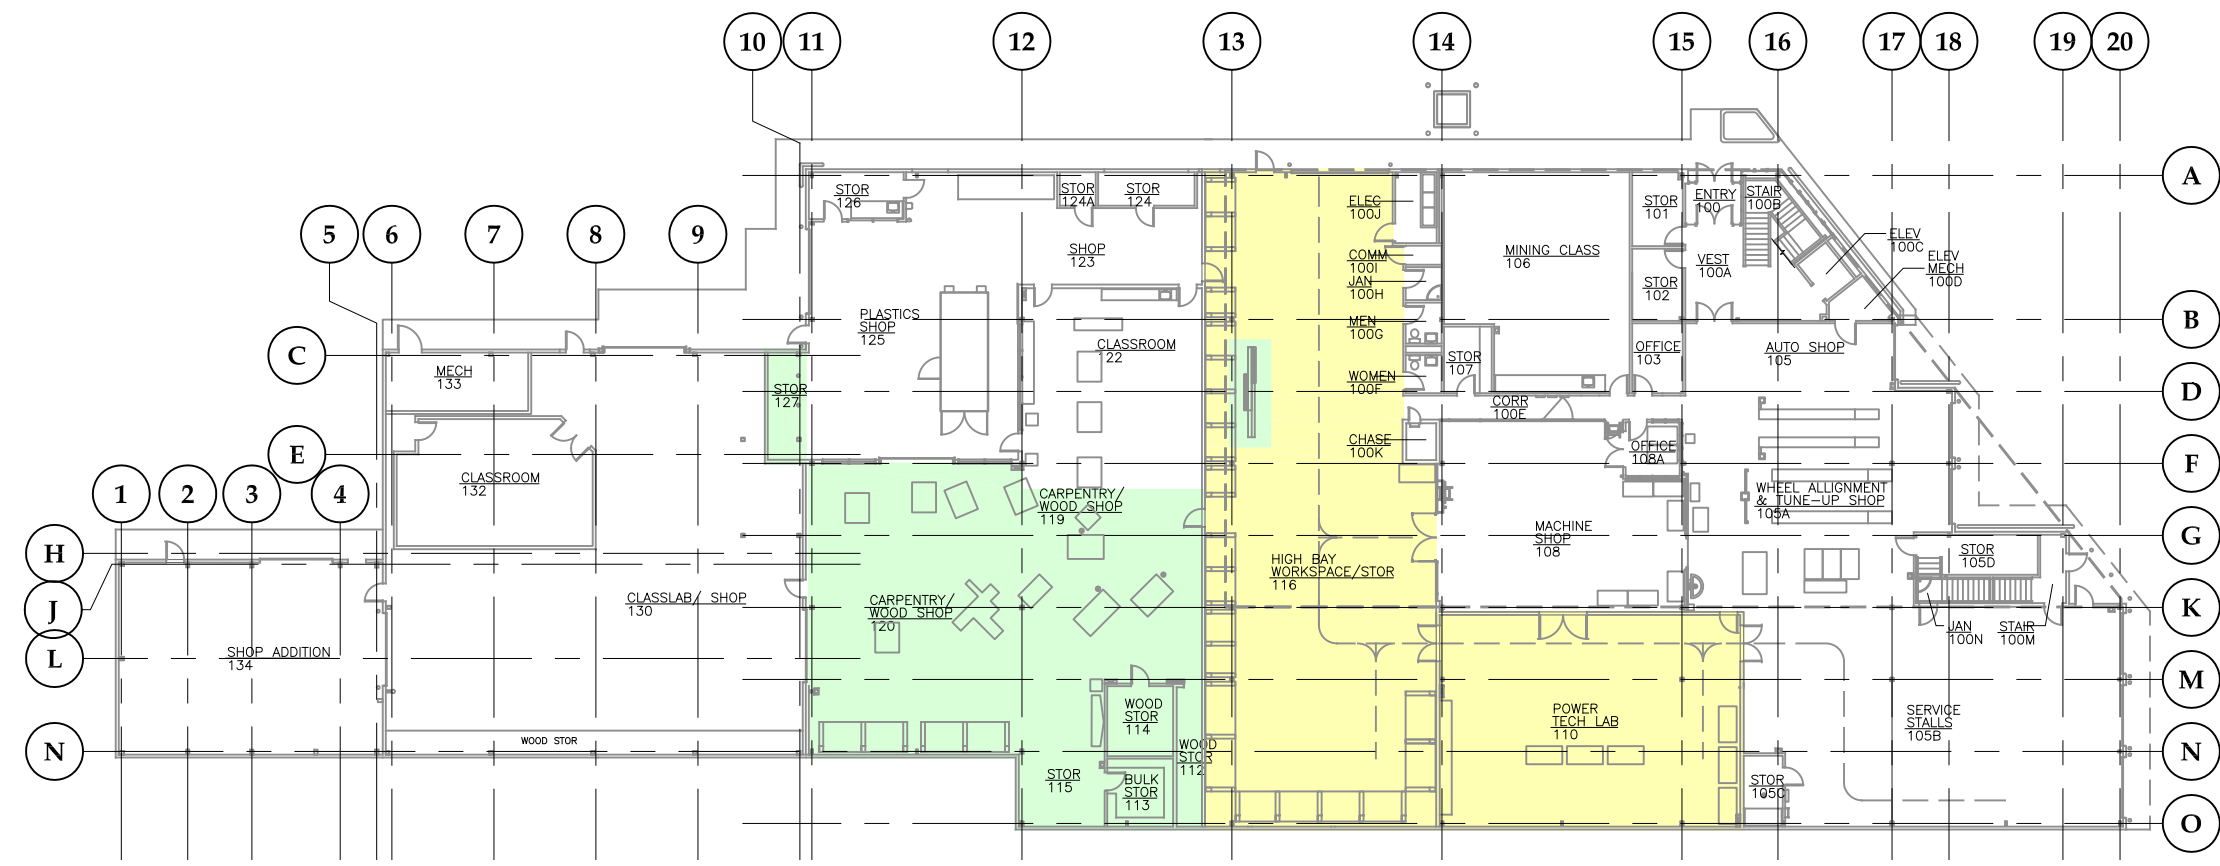 10
11
12
13
14
15
16
17
18
19
20
A
STOR
126
STOR
124A
STOR
124
ELEC
100J
STOR
101
ENTRY
100
STAIR
100B
5
6
7
8
9
SHOP
123
COMM
100I
JAN
100H
MINING CLASS
106
STOR
102
VEST
100A
ELEV
100C
ELEV
MECH
100D
B
PLASTICS
SHOP
125
CLASSROOM
122
MEN
100G
STOR
107
OFFICE
103
AUTO SHOP
105
C
MECH
133
STOR
127
WOMEN
100F
CORR
100E
D
E
CHASE
100K
OFFICE
108A
F
1
2
3
4
CLASSROOM
132
CARPENTRY/
WOOD SHOP
119
WHEEL ALLIGNMENT
& TUNE-UP SHOP
105A
MACHINE
SHOP
108
G
H
HIGH BAY
WORKSPACE/STOR
116
STOR
105D
J
CLASSLAB/ SHOP
130
CARPENTRY/
WOOD SHOP
120
K
JAN
100N
STAIR
100M
L
SHOP ADDITION
134
M
WOOD
STOR
114
POWER
TECH LAB
110
SERVICE
STALLS
105B
N
WOOD STOR
WOOD
STOR
112
N
STOR
115
BULK
STOR
113
STOR
105C
O